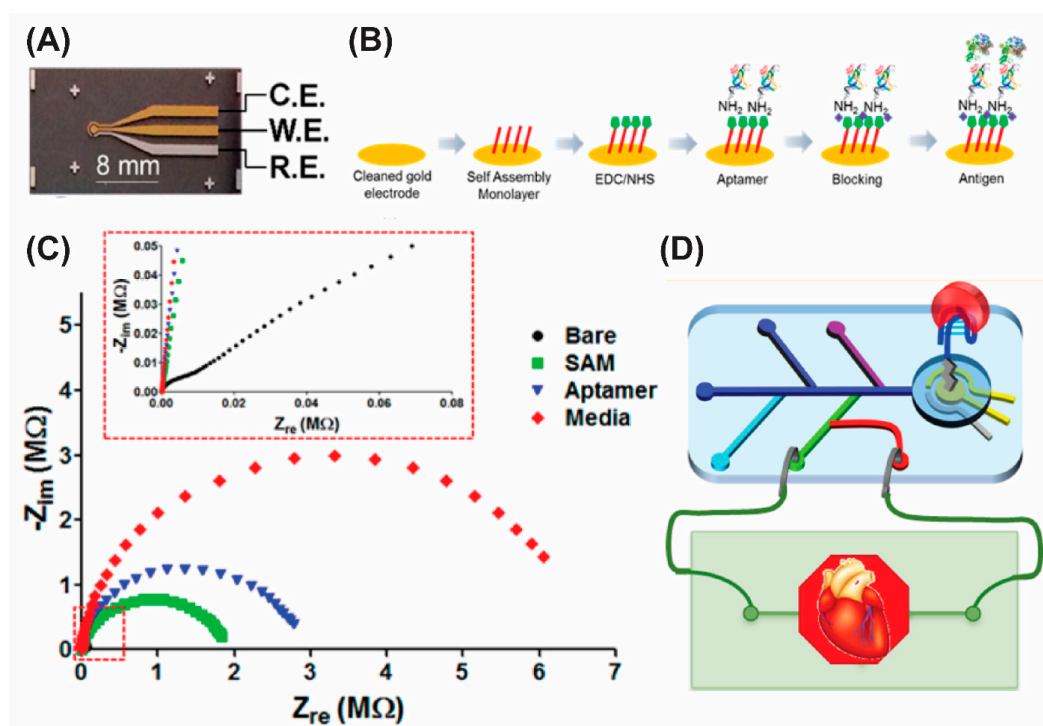 (A)
C.E.
W.E.
R.E.
8 mm
(B)
NH2 NH2
NH2 NH2
NH2 NH2
Cleaned gold
electrode
Self Assembly
Monolayer
EDC/NHS
Aptamer
Blocking
Antigen
(C)
-Zim (MΩ)
0.05
0.04
0.03
0.02
0.01
0.00
0.00 0.02 0.04 0.06 0.08
Zre (MΩ)
Bare
SAM
Aptamer
Media
-Zim (MΩ)
5
4
3
2
1
0
0 1 2 3 4 5 6 7
Zre (MΩ)
(D)